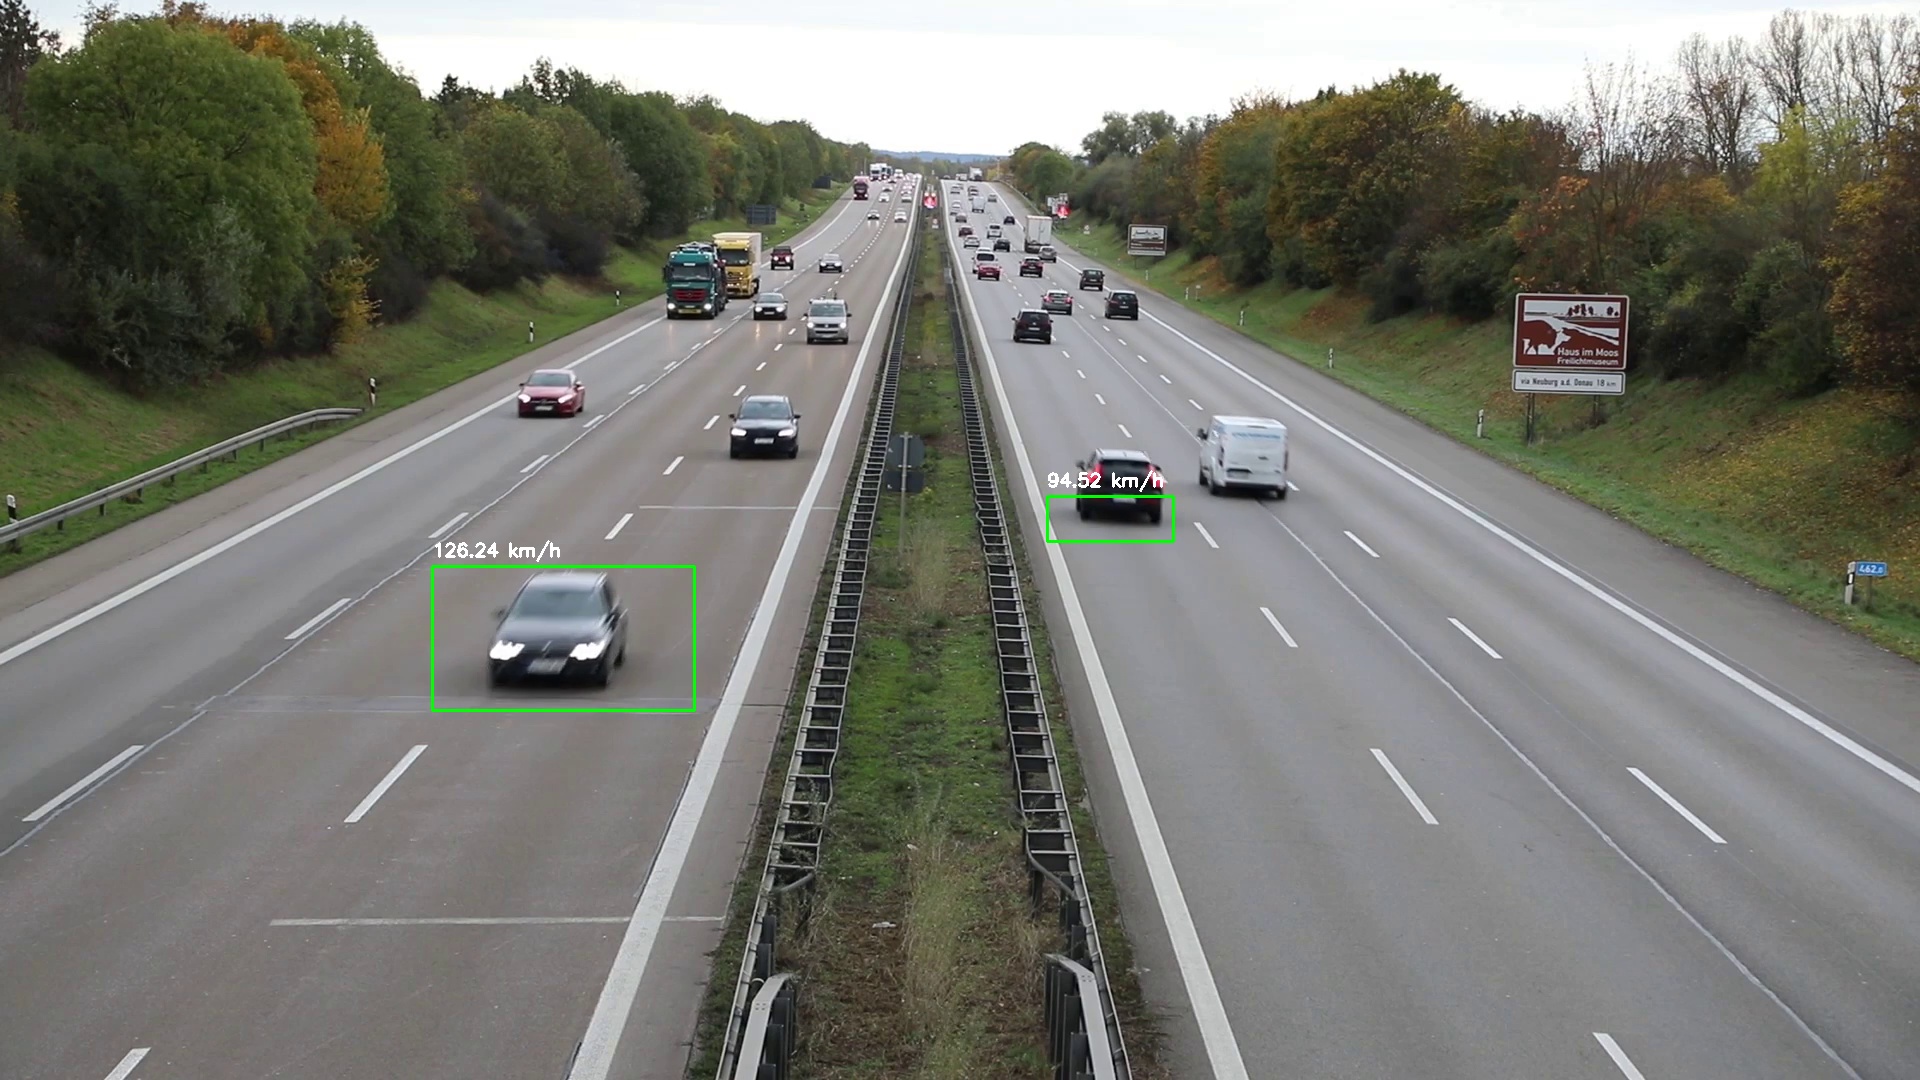 Haus im Moos
Freilichtmuseum
via Neuburg a.d. Donau 18 km
94.52 km/h
126.24 km/h
462,0